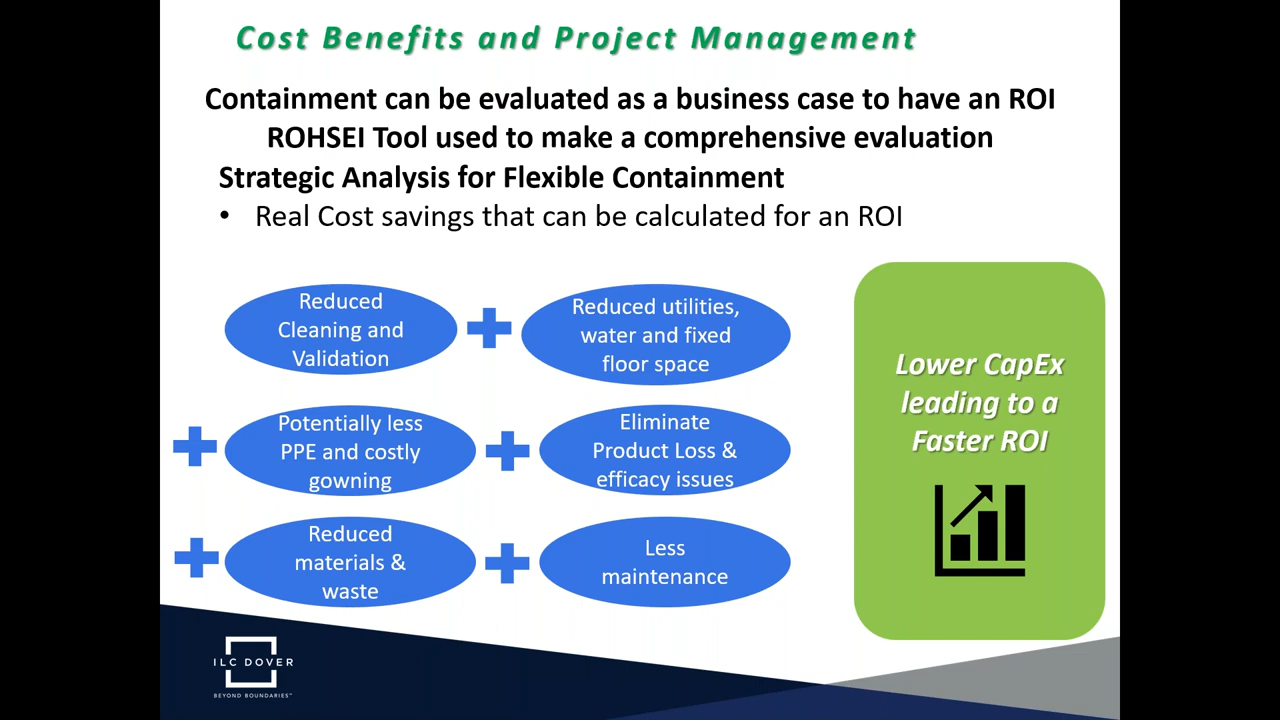 Cost Benefits and Project Management
Containment can be evaluated as a business case to have an ROI
ROHSEI Tool used to make a comprehensive evaluation
Strategic Analysis for Flexible Containment
• Real Cost savings that can be calculated for an ROI
Reduced
Cleaning and
Validation
Reduced utilities,
water and fixed
floor space
Potentially less
PPE and costly
gowning
Eliminate
Product Loss &
efficacy issues
Reduced
materials &
waste
Less
maintenance
Lower CapEx
leading to a
Faster ROI
ILC DOVER
BEYOND BOUNDARIES™